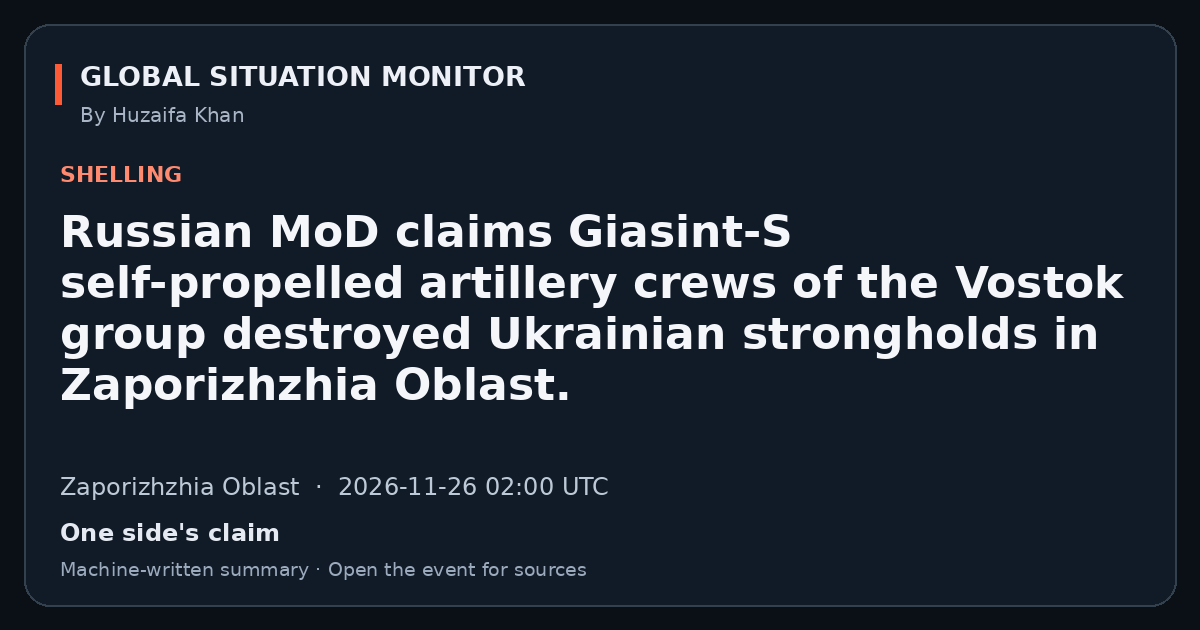 GLOBAL SITUATION MONITOR
By Huzaifa Khan
SHELLING
Russian MoD claims Giasint-S
self-propelled artillery crews of the Vostok
group destroyed Ukrainian strongholds in
Zaporizhzhia Oblast.
Zaporizhzhia Oblast · 2026-11-26 02:00 UTC
One side's claim
Machine-written summary · Open the event for sources